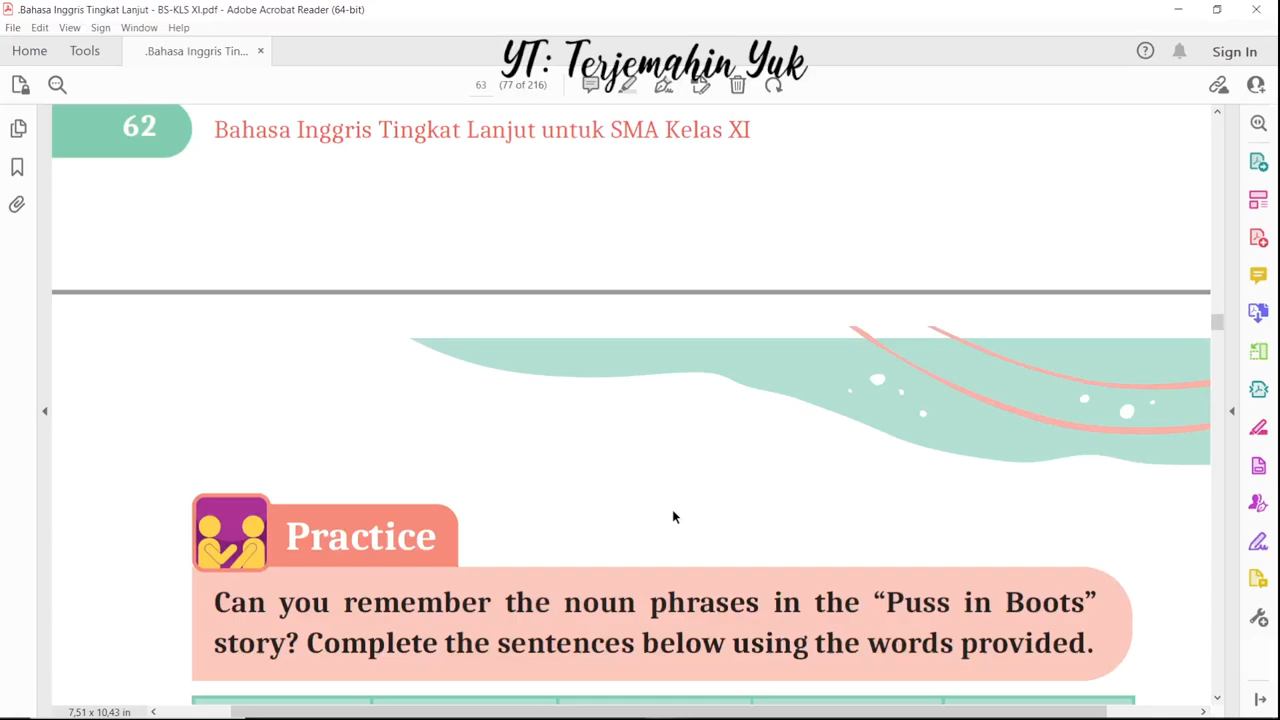 .Bahasa Inggris Tingkat Lanjut - BS-KLS XI.pdf - Adobe Acrobat Reader (64-bit)
File Edit View Sign Window Help
Home Tools .Bahasa Inggris Tin... × Sign In
YT: Terjemahin Yuk
63 (77 of 216)
62 Bahasa Inggris Tingkat Lanjut untuk SMA Kelas XI
Practice
Can you remember the noun phrases in the “Puss in Boots”
story? Complete the sentences below using the words provided.
7,51 x 10,43 in